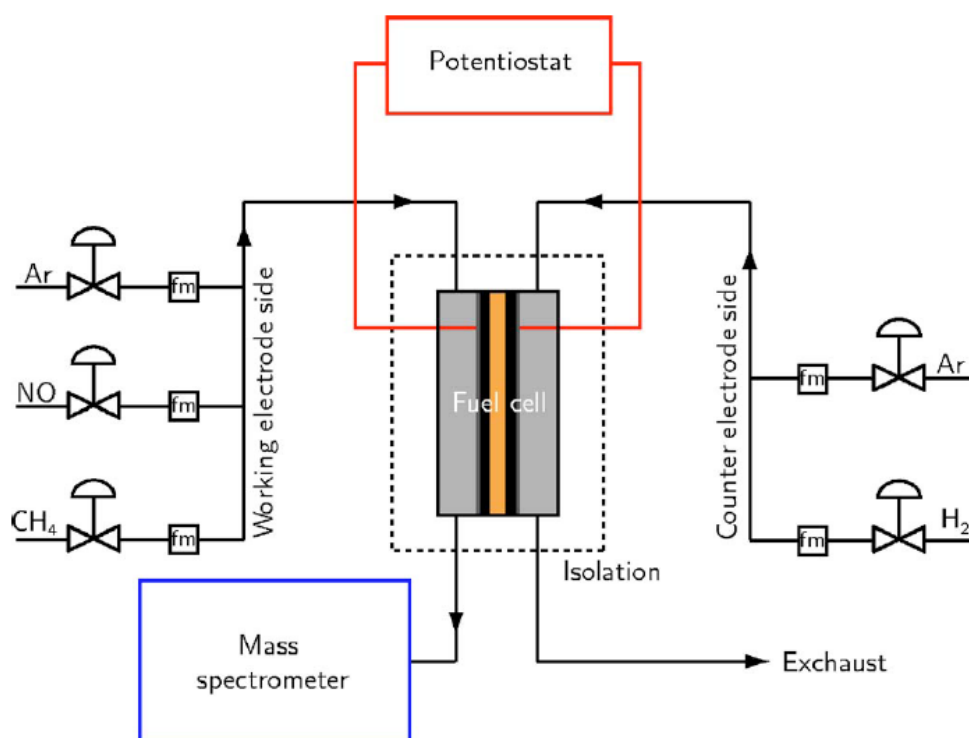 Potentiostat
Ar
fm
NO
fm
CH4
fm
Working electrode side
Fuel cell
Counter electrode side
fm
Ar
fm
H2
Isolation
Mass
spectrometer
Exchaust